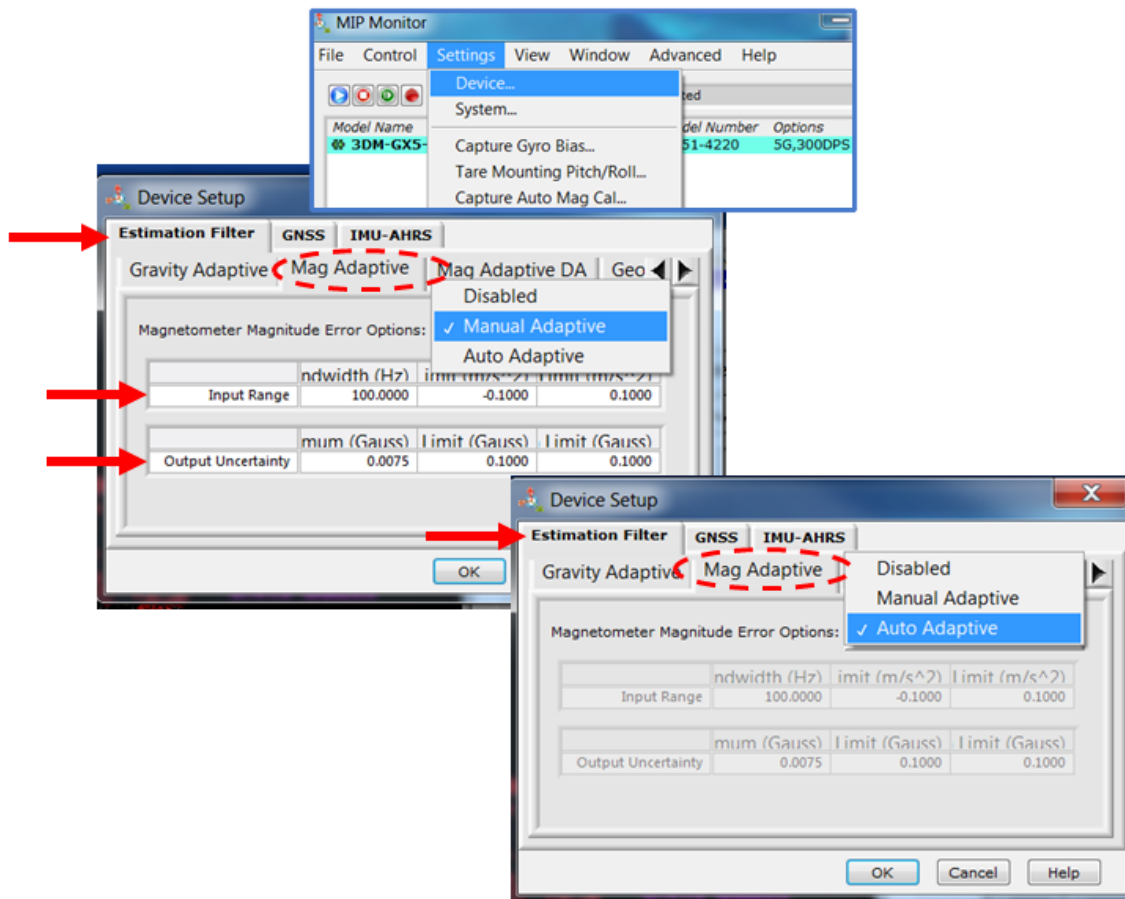 MIP Monitor
File Control Settings View Window Advanced Help
Device...
System...
Model Name del Number Options
3DM-GX5- 51-4220 5G,300DPS
Capture Gyro Bias...
Tare Mounting Pitch/Roll...
Capture Auto Mag Cal...
Device Setup
Estimation Filter GNSS IMU-AHRS
Gravity Adaptive Mag Adaptive Mag Adaptive DA Geo
Disabled
Magnetometer Magnitude Error Options: ✓ Manual Adaptive
Auto Adaptive
ndwidth (Hz) imit (m/s^2) Limit (m/s^2)
Input Range 100.0000 -0.1000 0.1000
mum (Gauss) Limit (Gauss) Limit (Gauss)
Output Uncertainty 0.0075 0.1000 0.1000
OK
Device Setup
Estimation Filter GNSS IMU-AHRS
Gravity Adaptive Mag Adaptive Disabled
Manual Adaptive
Magnetometer Magnitude Error Options: ✓ Auto Adaptive
ndwidth (Hz) imit (m/s^2) Limit (m/s^2)
Input Range 100.0000 -0.1000 0.1000
mum (Gauss) Limit (Gauss) Limit (Gauss)
Output Uncertainty 0.0075 0.1000 0.1000
OK Cancel Help